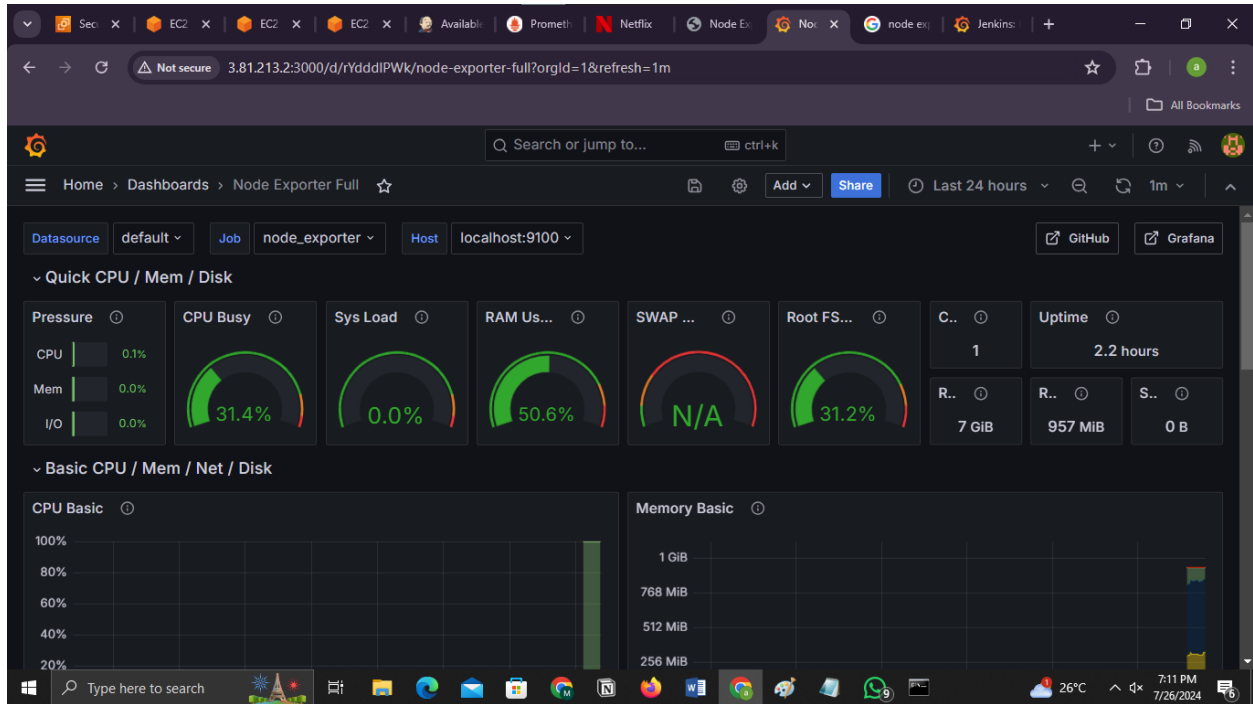 Sec
EC2
EC2
EC2
Available
Prometh
Netflix
Node Ex
Noc
node ex
Jenkins:
Not secure
3.81.213.2:3000/d/rYdddlPWk/node-exporter-full?orgId=1&refresh=1m
a
All Bookmarks
Search or jump to...
ctrl+k
Home > Dashboards > Node Exporter Full
Add
Share
Last 24 hours
1m
Datasource default
Job node_exporter
Host localhost:9100
GitHub
Grafana
Quick CPU / Mem / Disk
Pressure
CPU 0.1%
Mem 0.0%
I/O 0.0%
CPU Busy
31.4%
Sys Load
0.0%
RAM Us...
50.6%
SWAP ...
N/A
Root FS...
31.2%
C..
1
Uptime
2.2 hours
R..
7 GiB
R..
957 MiB
S..
0 B
Basic CPU / Mem / Net / Disk
CPU Basic
100%
80%
60%
40%
20%
Memory Basic
1 GiB
768 MiB
512 MiB
256 MiB
Type here to search
9
1
26°C
7:11 PM
7/26/2024
6